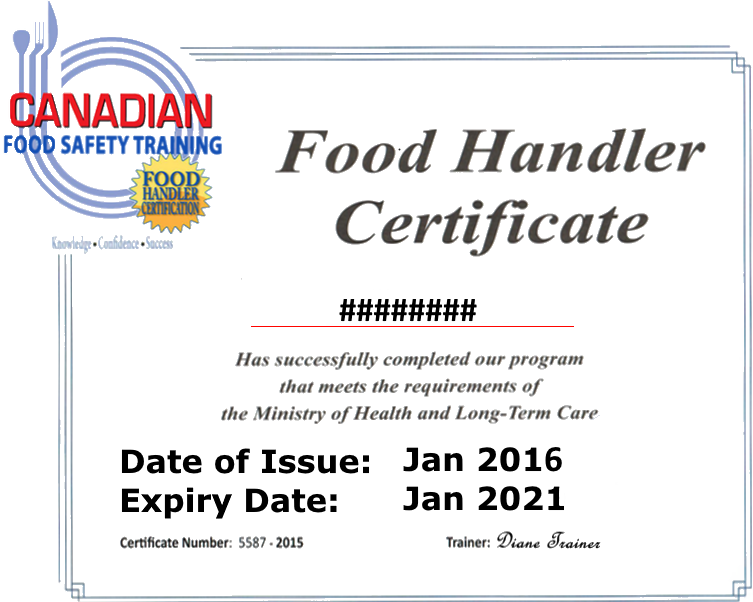 CANADIAN
FOOD SAFETY TRAINING
FOOD
HANDLER
CERTIFICATION
Knowledge • Confidence • Success
Food Handler
Certificate
########
Has successfully completed our program
that meets the requirements of
the Ministry of Health and Long-Term Care
Date of Issue: Jan 2016
Expiry Date: Jan 2021
Certificate Number: 5587 - 2015 Trainer: Diane Trainer